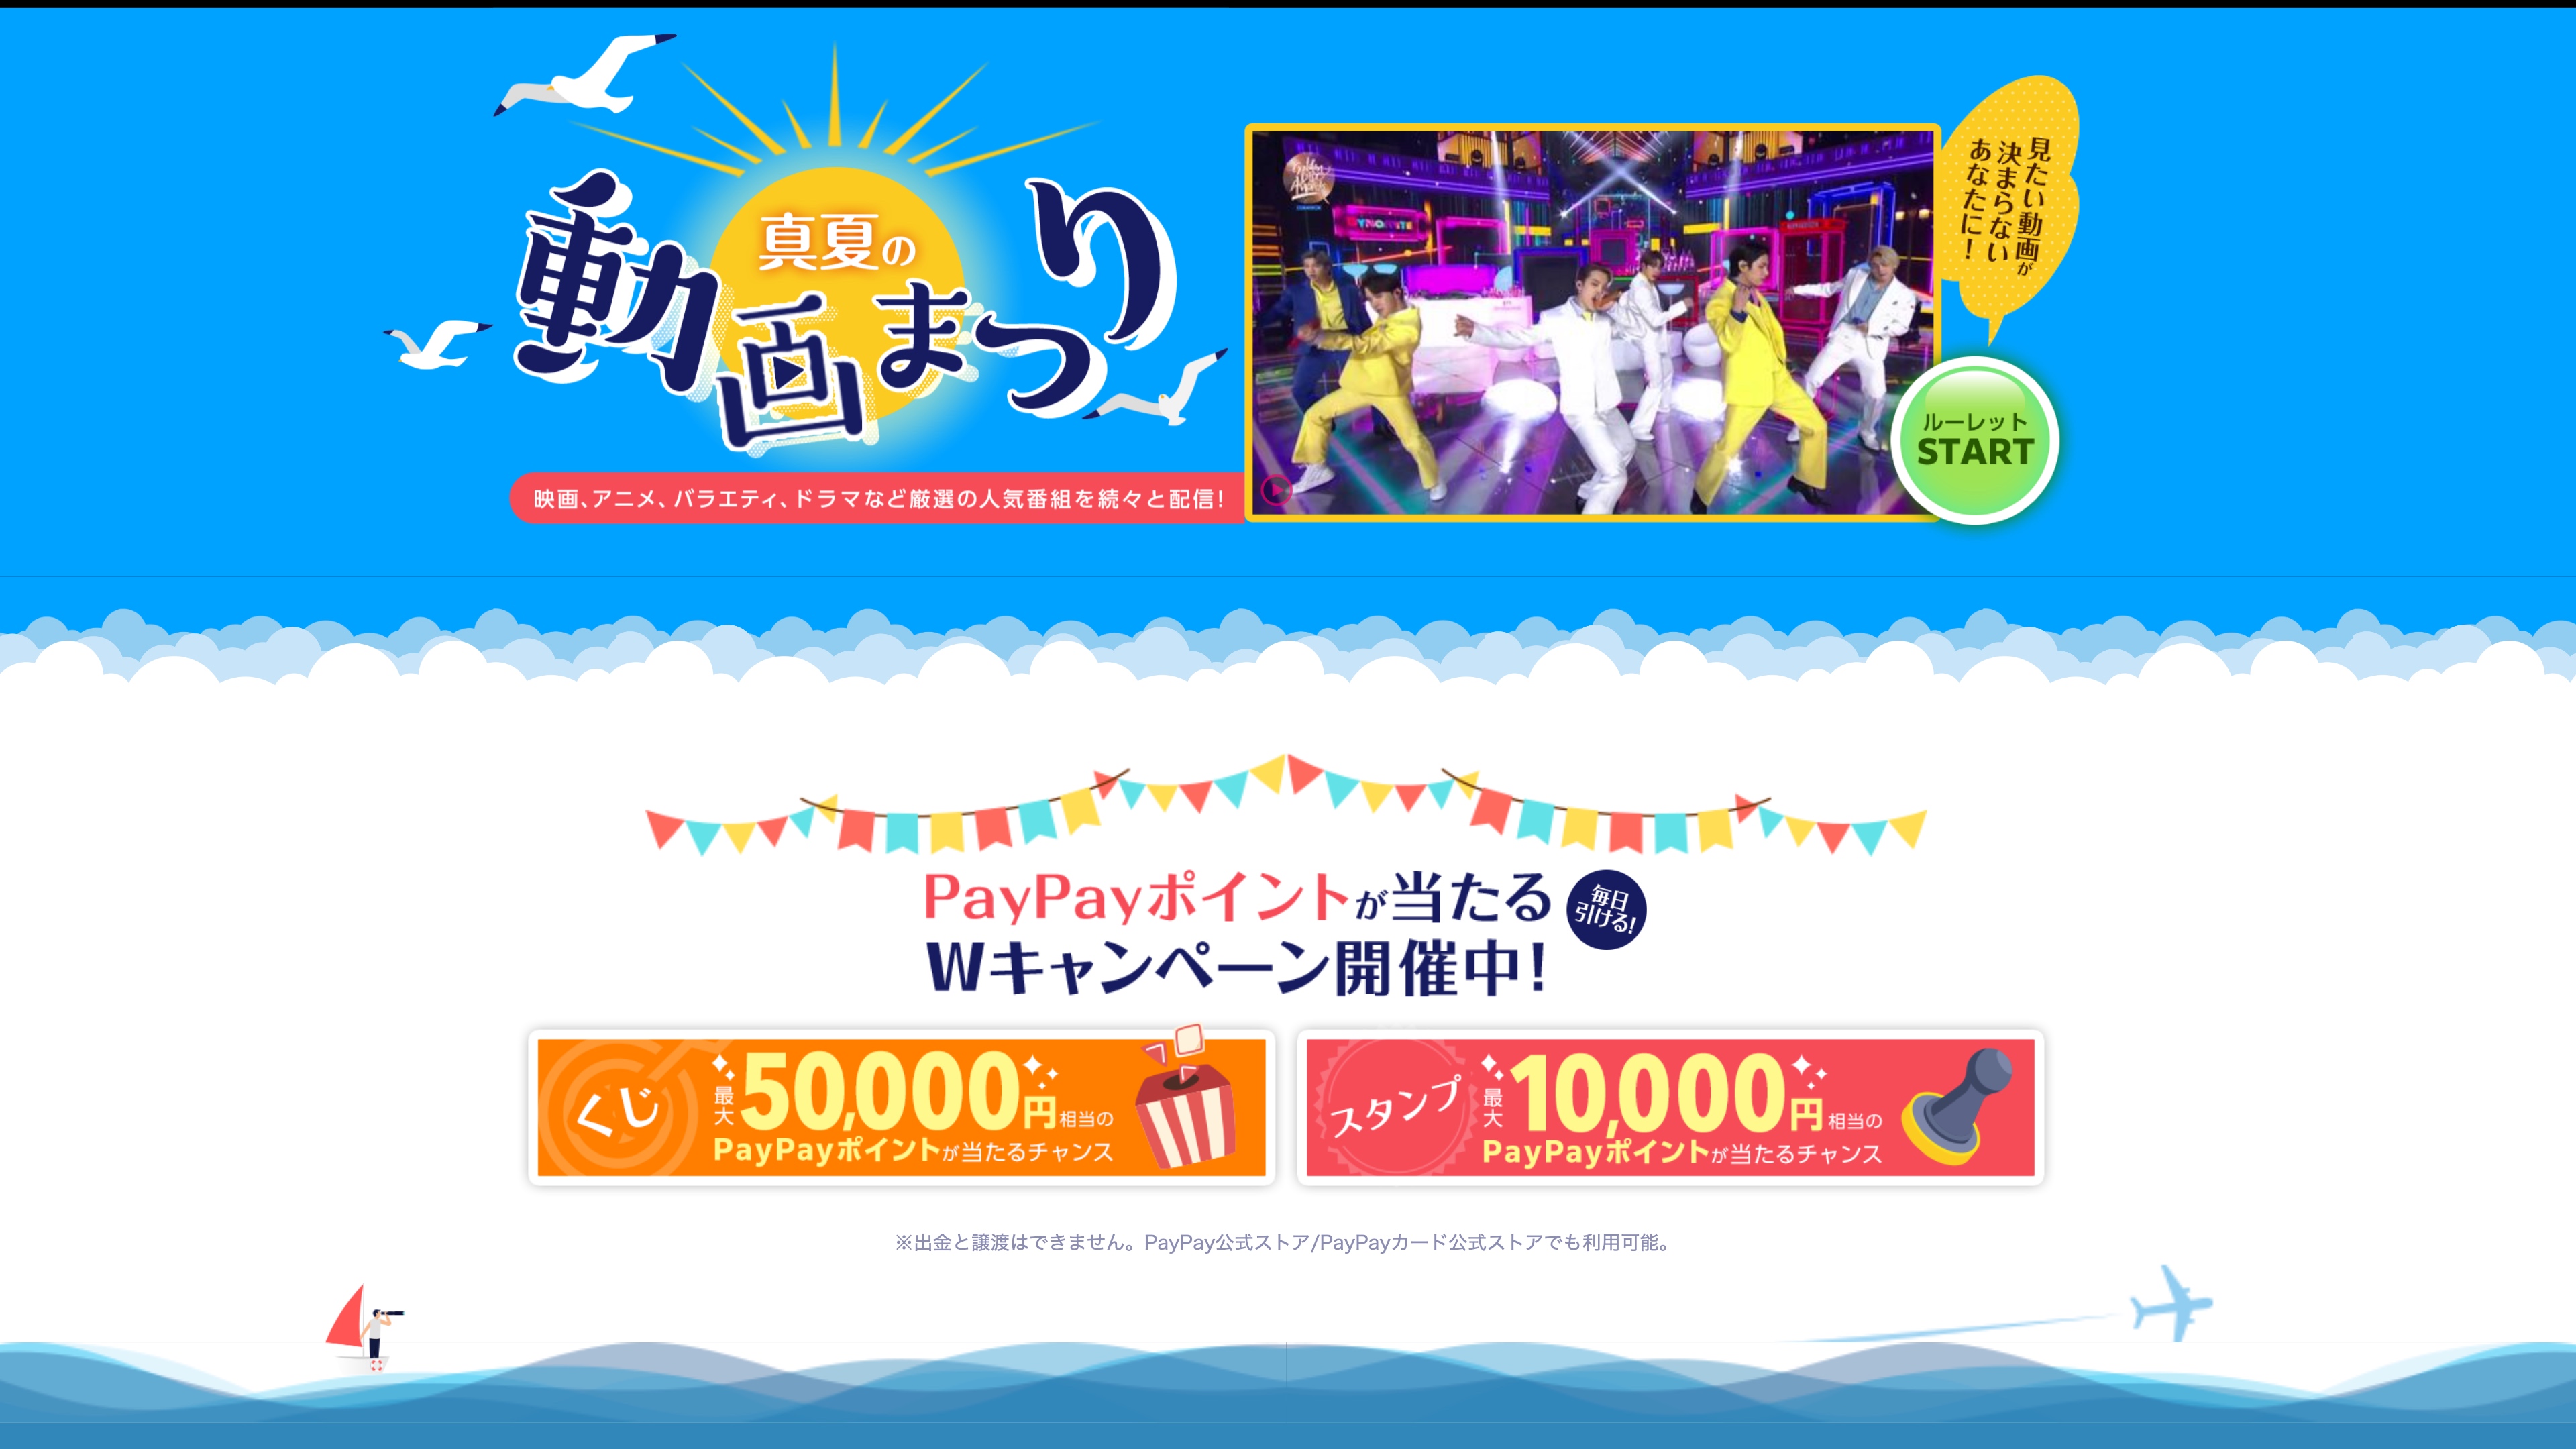 真夏の
動画まつり
映画、アニメ、バラエティ、ドラマなど厳選の人気番組を続々と配信!
見たい動画が
決まらない
あなたに!
ルーレット
START
PayPayポイントが当たる
毎日
引ける!
Wキャンペーン開催中!
くじ
最大50,000円相当の
PayPayポイントが当たるチャンス
スタンプ
最大10,000円相当の
PayPayポイントが当たるチャンス
※出金と譲渡はできません。PayPay公式ストア/PayPayカード公式ストアでも利用可能。